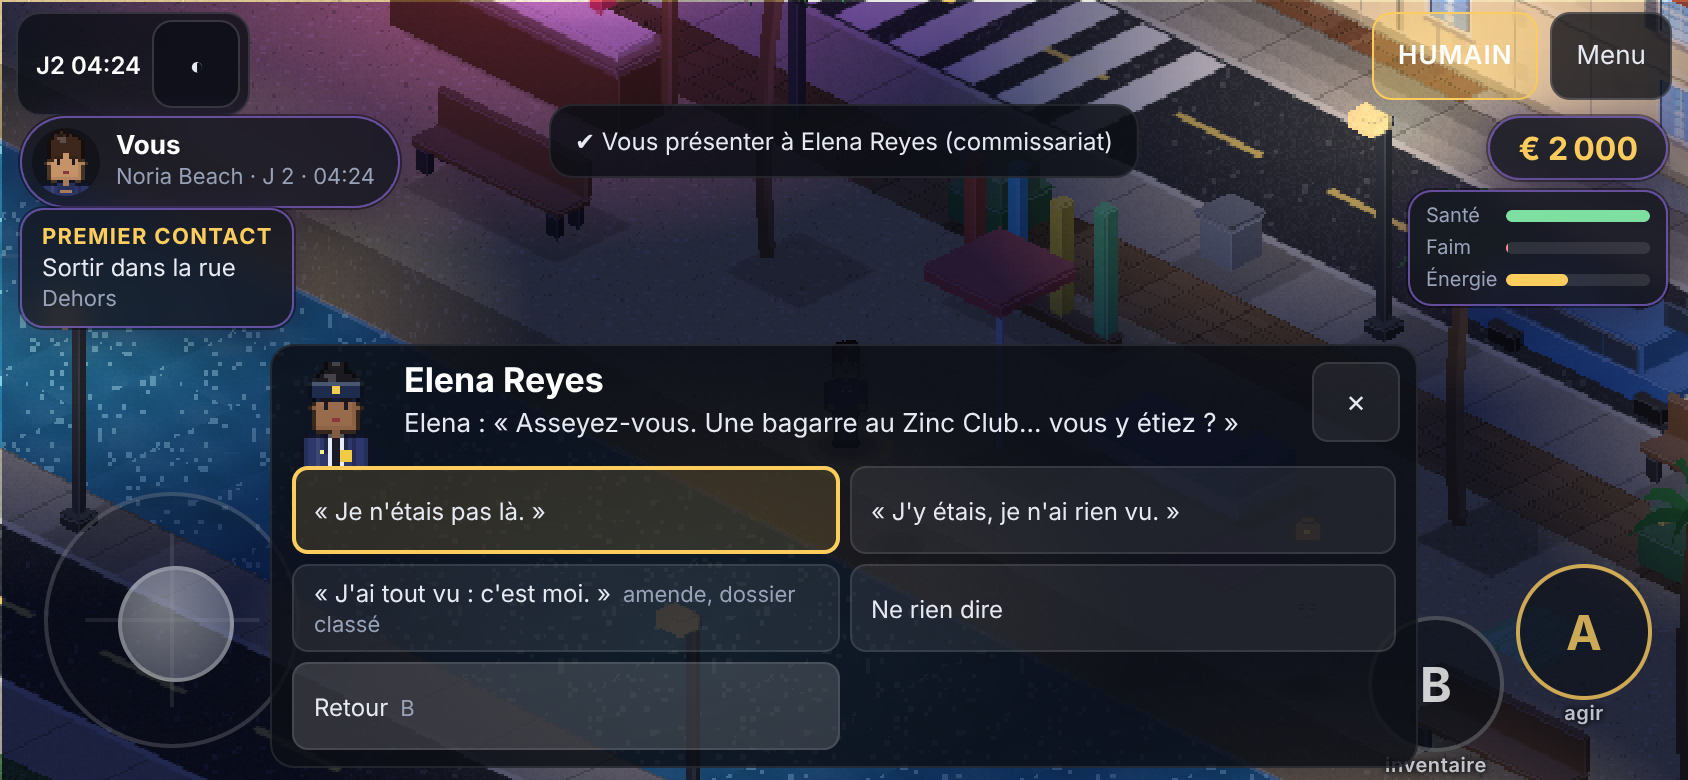 J2 04:24
HUMAIN
Menu
Vous
Noria Beach · J 2 · 04:24
✔ Vous présenter à Elena Reyes (commissariat)
€ 2 000
PREMIER CONTACT
Sortir dans la rue
Dehors
Santé
Faim
Énergie
Elena Reyes
Elena : « Asseyez-vous. Une bagarre au Zinc Club... vous y étiez ? »
×
« Je n'étais pas là. »
« J'y étais, je n'ai rien vu. »
« J'ai tout vu : c'est moi. » amende, dossier
classé
Ne rien dire
Retour B
A
agir
B
inventaire